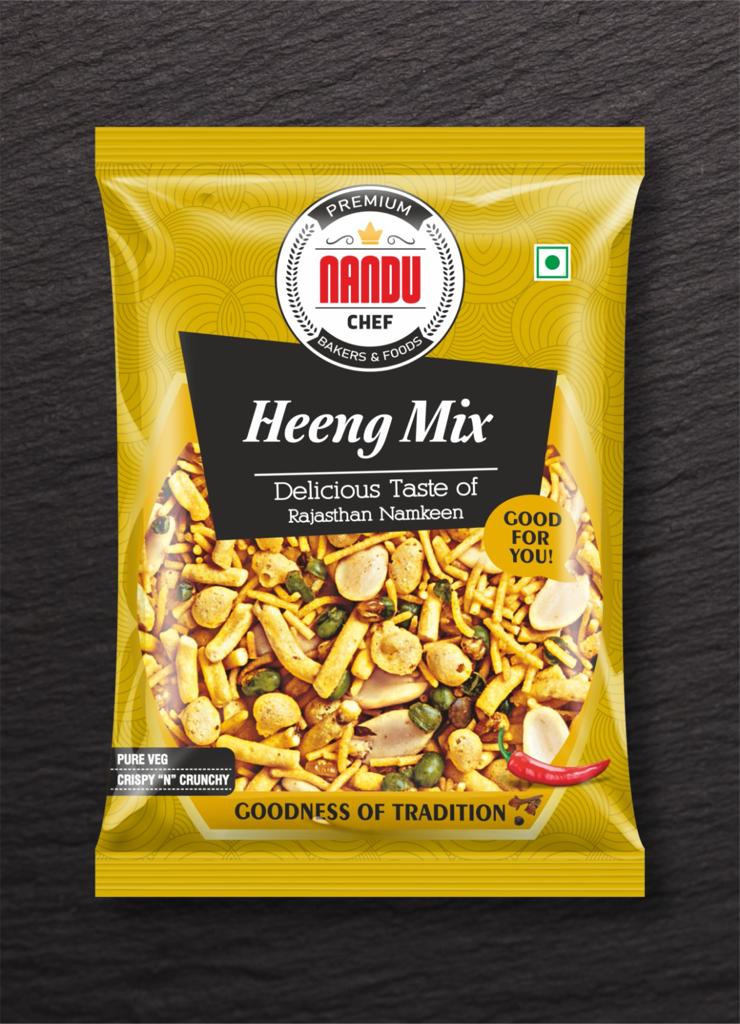 PREMIUM
NANDU
CHEF
BAKERS & FOODS
Heeng Mix
Delicious Taste of
Rajasthan Namkeen
GOOD
FOR
YOU!
PURE VEG
CRISPY "N" CRUNCHY
GOODNESS OF TRADITION